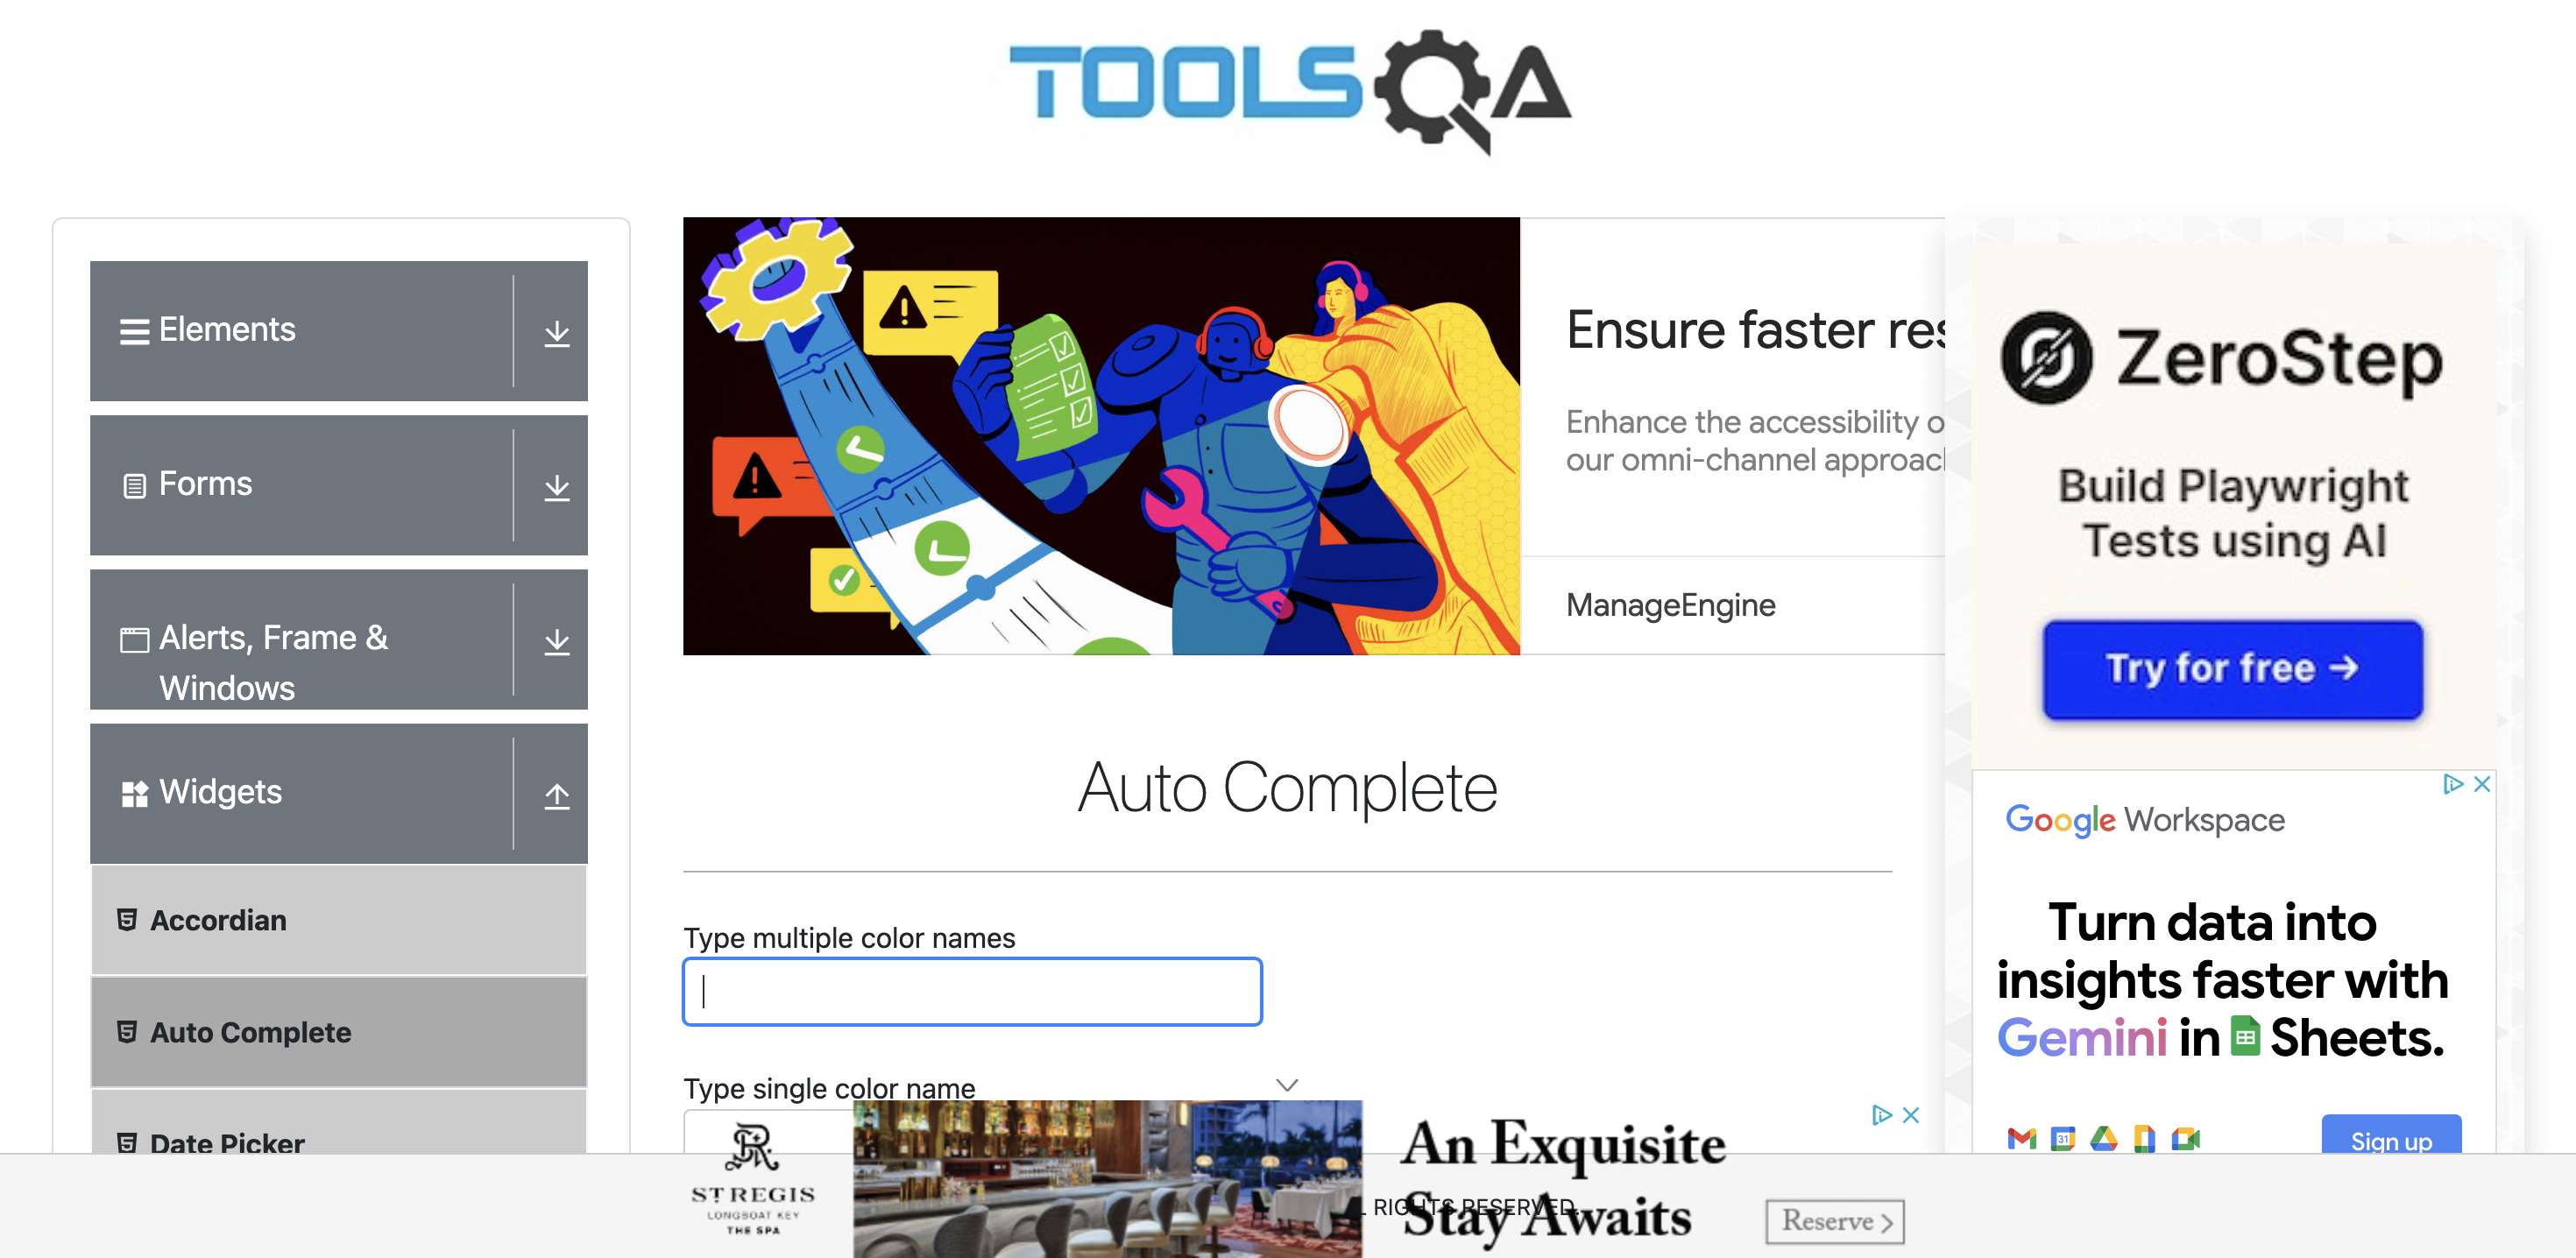 TOOLSQA
Elements
Forms
Alerts, Frame &
Windows
Widgets
Accordian
Auto Complete
Date Picker
Ensure faster res
Enhance the accessibility o
our omni-channel approac
ManageEngine
Auto Complete
Type multiple color names
Type single color name
ZeroStep
Build Playwright
Tests using AI
Try for free →
Google Workspace
Turn data into
insights faster with
Gemini in Sheets.
31
Sign up
ST REGIS
LONGBOAT KEY
THE SPA
An Exquisite
Stay Awaits
L RIGHTS RESERVED.
Reserve >